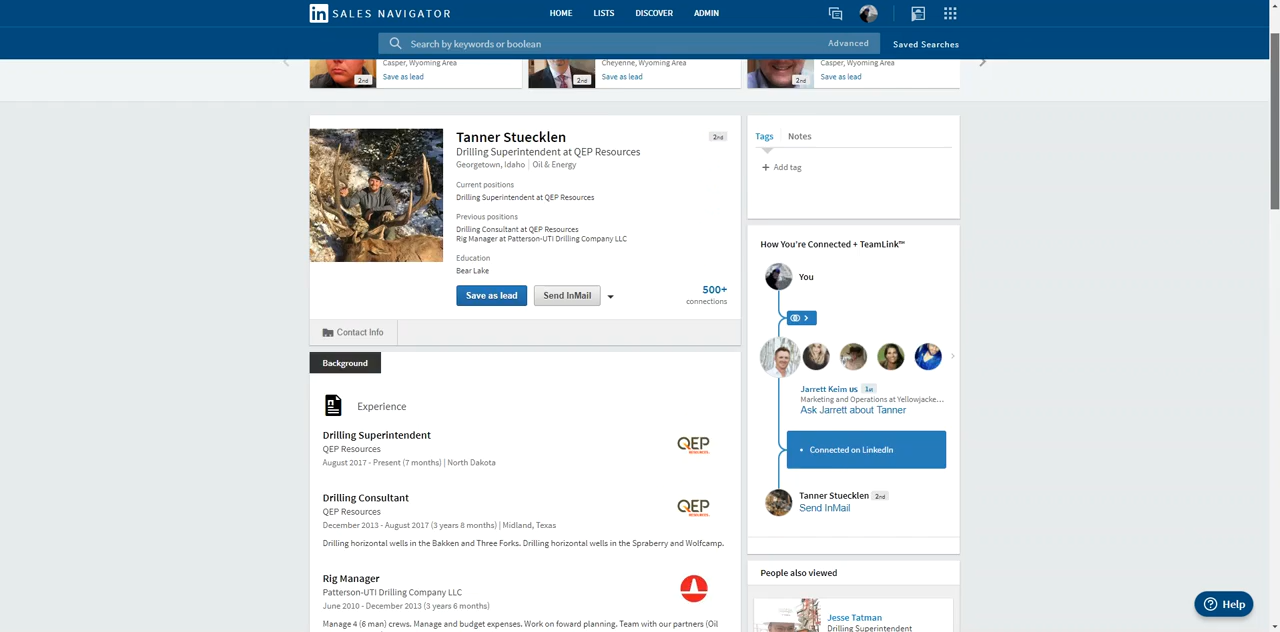 in SALES NAVIGATOR
HOME LISTS DISCOVER ADMIN
Search by keywords or boolean Advanced Saved Searches
Casper, Wyoming Area
Save as lead
2nd
Cheyenne, Wyoming Area
Save as lead
2nd
Casper, Wyoming Area
Save as lead
2nd
Tanner Stuecklen 2nd
Drilling Superintendent at QEP Resources
Georgetown, Idaho | Oil & Energy
Current positions
Drilling Superintendent at QEP Resources
Previous positions
Drilling Consultant at QEP Resources
Rig Manager at Patterson-UTI Drilling Company LLC
Education
Bear Lake
Save as lead Send InMail
500+
connections
Contact Info
Background
Experience
Drilling Superintendent
QEP Resources
August 2017 - Present (7 months) | North Dakota
QEP
RESOURCES
Drilling Consultant
QEP Resources
December 2013 - August 2017 (3 years 8 months) | Midland, Texas
QEP
RESOURCES
Drilling horizontal wells in the Bakken and Three Forks. Drilling horizontal wells in the Spraberry and Wolfcamp.
Rig Manager
Patterson-UTI Drilling Company LLC
June 2010 - December 2013 (3 years 6 months)
Manage 4 (6 man) crews. Manage and budget expenses. Work on foward planning. Team with our partners (Oil
Tags Notes
+ Add tag
How You're Connected + TeamLink™
You
Jarrett Keim US 1st
Marketing and Operations at Yellowjacke...
Ask Jarrett about Tanner
• Connected on LinkedIn
Tanner Stuecklen 2nd
Send InMail
People also viewed
Jesse Tatman
Drilling Superintendent
Help